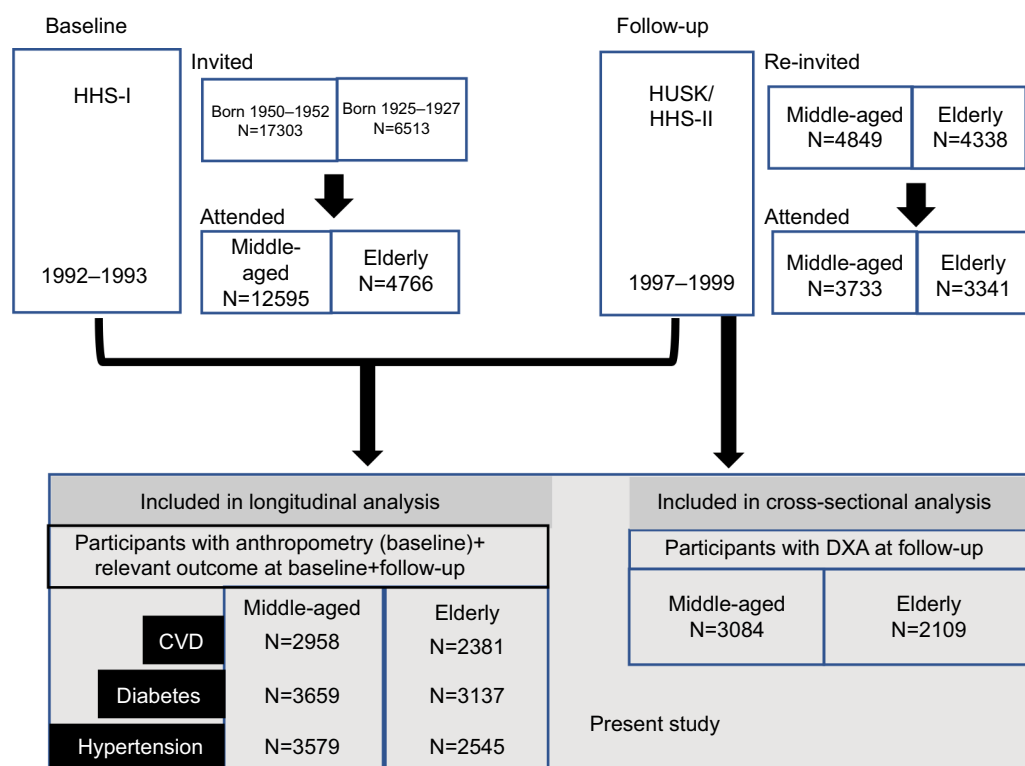 Baseline
HHS-I
1992–1993
Invited
Born 1950–1952
N=17303
Born 1925–1927
N=6513
Attended
Middle-
aged
N=12595
Elderly
N=4766
Follow-up
HUSK/
HHS-II
1997–1999
Re-invited
Middle-aged
N=4849
Elderly
N=4338
Attended
Middle-aged
N=3733
Elderly
N=3341
Included in longitudinal analysis
Participants with anthropometry (baseline)+
relevant outcome at baseline+follow-up
Middle-aged
Elderly
CVD
N=2958
N=2381
Diabetes
N=3659
N=3137
Hypertension
N=3579
N=2545
Included in cross-sectional analysis
Participants with DXA at follow-up
Middle-aged
N=3084
Elderly
N=2109
Present study